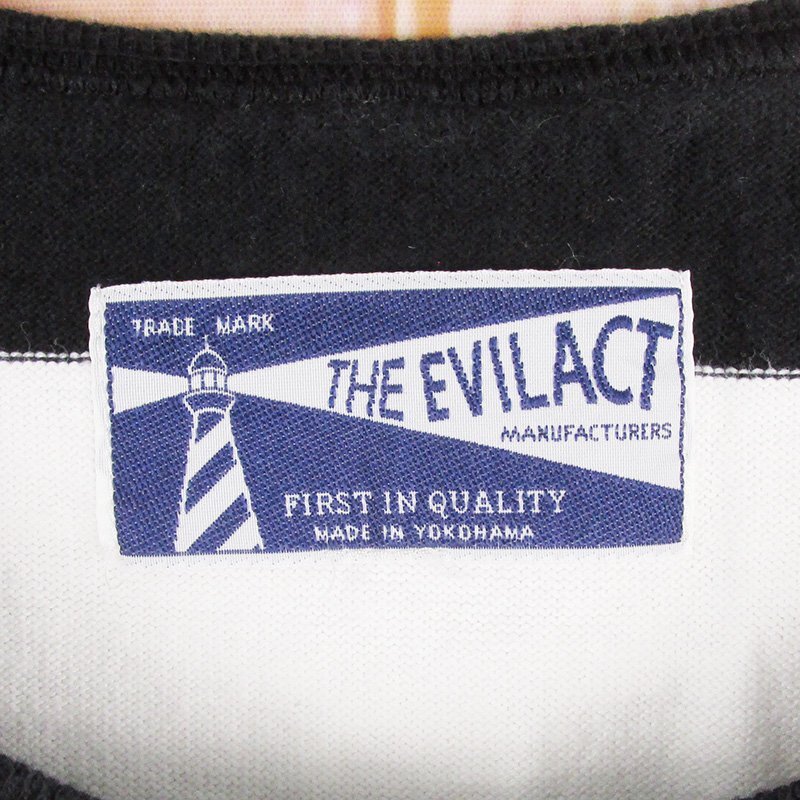 TRADE MARK
THE EVILACT
MANUFACTURERS
FIRST IN QUALITY
MADE IN YOKOHAMA